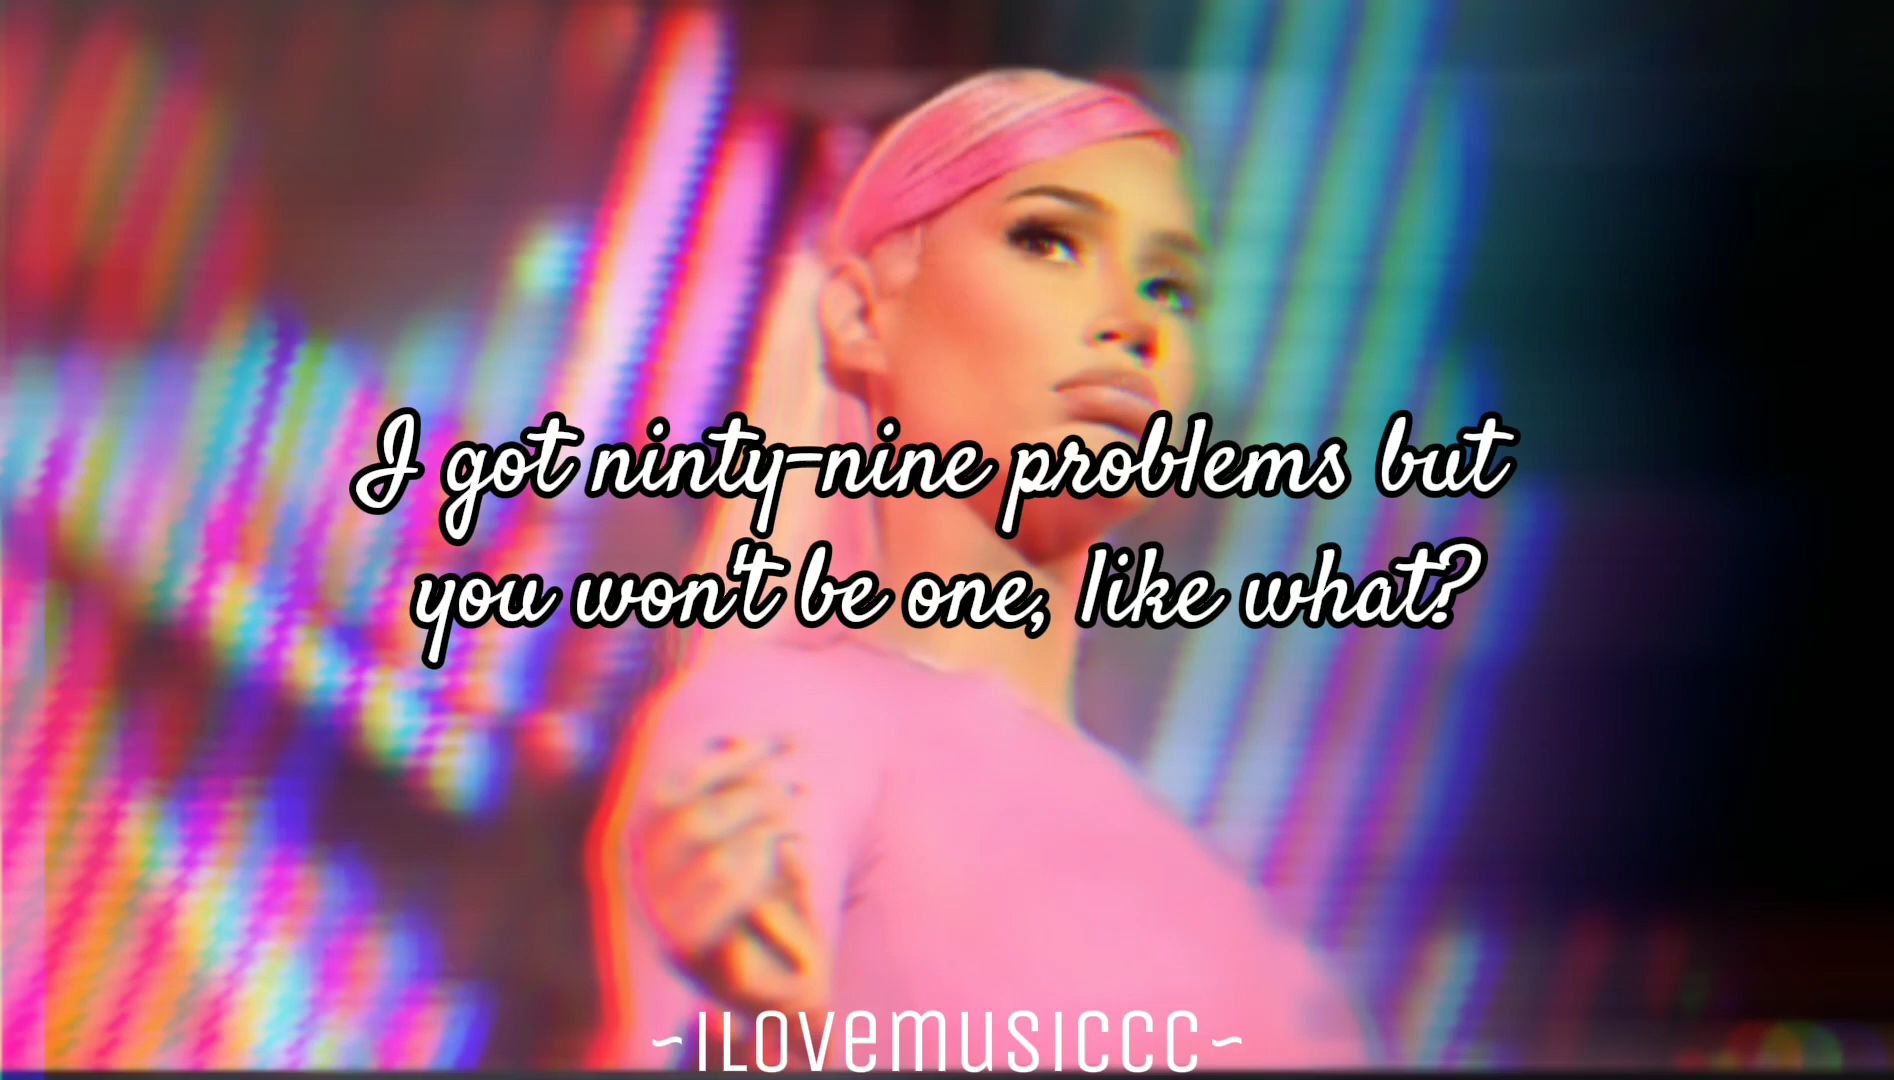 I got ninty-nine problems but
you won't be one, like what?
~ILOVEMUSICCC~